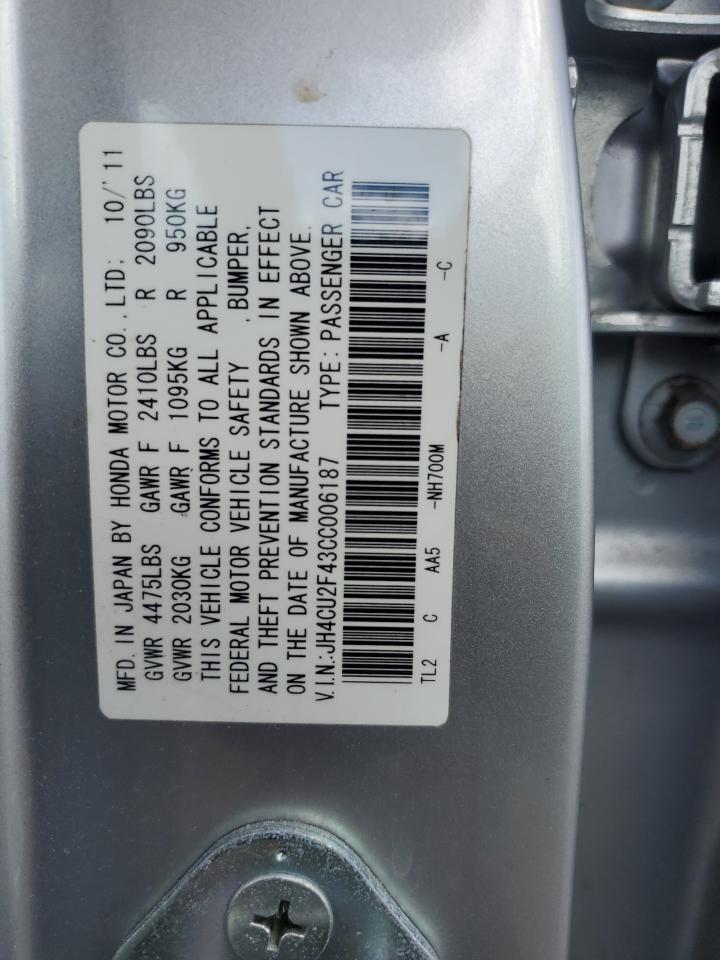 MFD. IN JAPAN BY HONDA MOTOR CO., LTD: 10/'11
GVWR 4475LBS GAWR F 2410LBS R 2090LBS
GVWR 2030KG GAWR F 1095KG R 950KG
THIS VEHICLE CONFORMS TO ALL APPLICABLE
FEDERAL MOTOR VEHICLE SAFETY , BUMPER,
AND THEFT PREVENTION STANDARDS IN EFFECT
ON THE DATE OF MANUFACTURE SHOWN ABOVE.
V.I.N.:JH4CU2F43CC006187 TYPE: PASSENGER CAR
TL2 C AA5 -NH700M -A -C